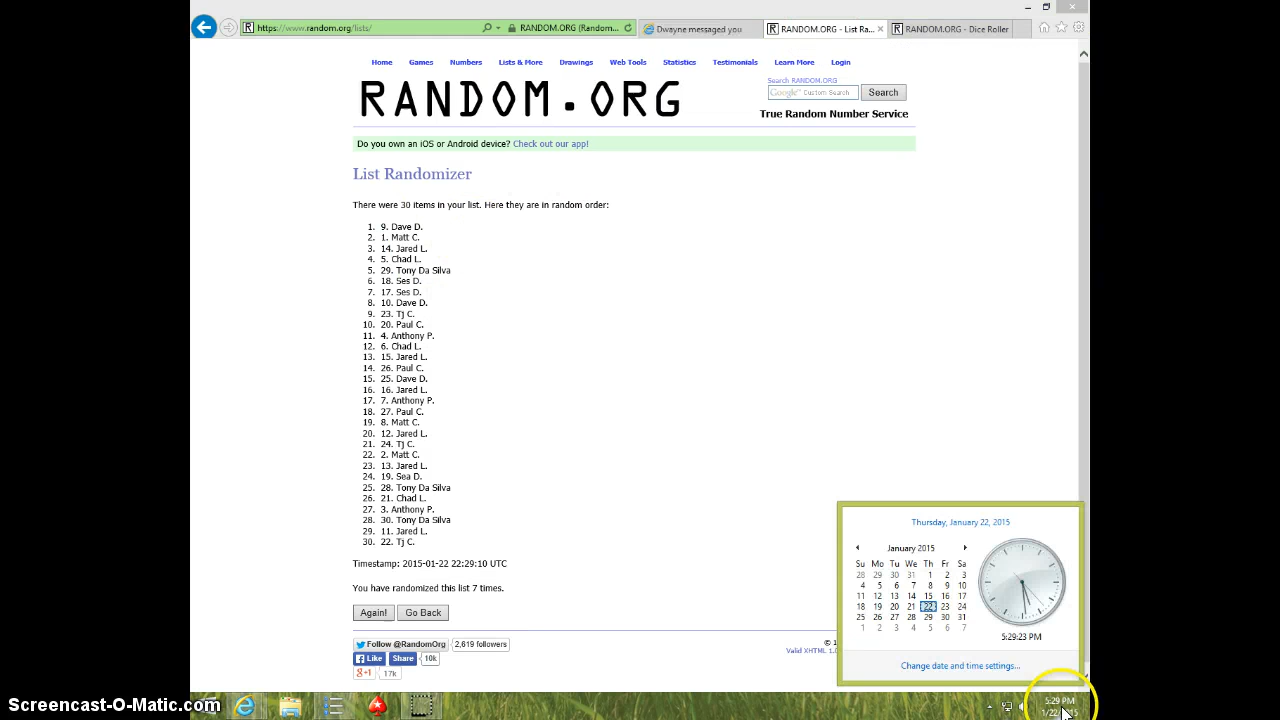 https://www.random.org/lists/
RANDOM.ORG (Random...
Dwayne messaged you
RANDOM.ORG - List Ra...
RANDOM.ORG - Dice Roller
Home Games Numbers Lists & More Drawings Web Tools Statistics Testimonials Learn More Login
RANDOM.ORG
Search RANDOM.ORG
Google Custom Search Search
True Random Number Service
Do you own an iOS or Android device? Check out our app!
List Randomizer
There were 30 items in your list. Here they are in random order:
1. 9. Dave D.
2. 1. Matt C.
3. 14. Jared L.
4. 5. Chad L.
5. 29. Tony Da Silva
6. 18. Ses D.
7. 17. Ses D.
8. 10. Dave D.
9. 23. Tj C.
10. 20. Paul C.
11. 4. Anthony P.
12. 6. Chad L.
13. 15. Jared L.
14. 26. Paul C.
15. 25. Dave D.
16. 16. Jared L.
17. 7. Anthony P.
18. 27. Paul C.
19. 8. Matt C.
20. 12. Jared L.
21. 24. Tj C.
22. 2. Matt C.
23. 13. Jared L.
24. 19. Sea D.
25. 28. Tony Da Silva
26. 21. Chad L.
27. 3. Anthony P.
28. 30. Tony Da Silva
29. 11. Jared L.
30. 22. Tj C.
Timestamp: 2015-01-22 22:29:10 UTC
You have randomized this list 7 times.
Again! Go Back
Follow @RandomOrg 2,619 followers
Like Share 10k
+1 17k
© 1
Valid XHTML 1.0
Thursday, January 22, 2015
January 2015
Su Mo Tu We Th Fr Sa
28 29 30 31 1 2 3
4 5 6 7 8 9 10
11 12 13 14 15 16 17
18 19 20 21 22 23 24
25 26 27 28 29 30 31
1 2 3 4 5 6 7
5:29:23 PM
Change date and time settings...
5:29 PM
Screencast-O-Matic.com